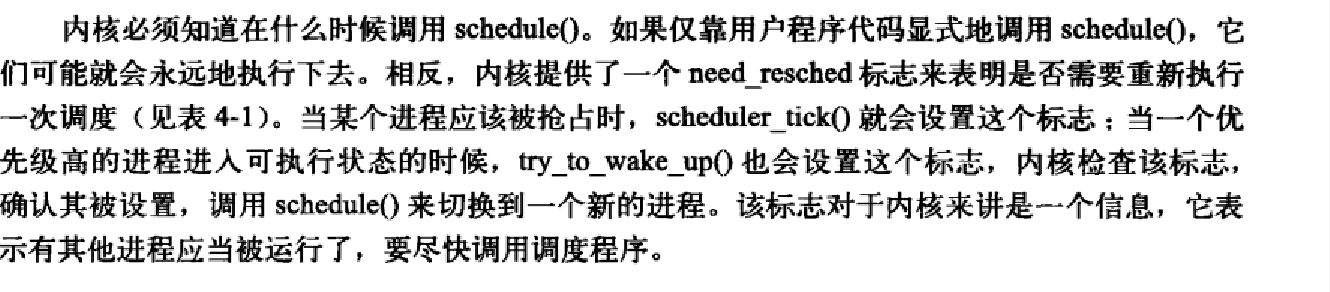 内核必须知道在什么时候调用 schedule()。如果仅靠用户程序代码显式地调用 schedule()，它
们可能就会永远地执行下去。相反，内核提供了一个 need_resched 标志来表明是否需要重新执行
一次调度（见表 4-1）。当某个进程应该被抢占时，scheduler_tick() 就会设置这个标志；当一个优
先级高的进程进入可执行状态的时候，try_to_wake_up() 也会设置这个标志，内核检查该标志，
确认其被设置，调用 schedule() 来切换到一个新的进程。该标志对于内核来讲是一个信息，它表
示有其他进程应当被运行了，要尽快调用调度程序。